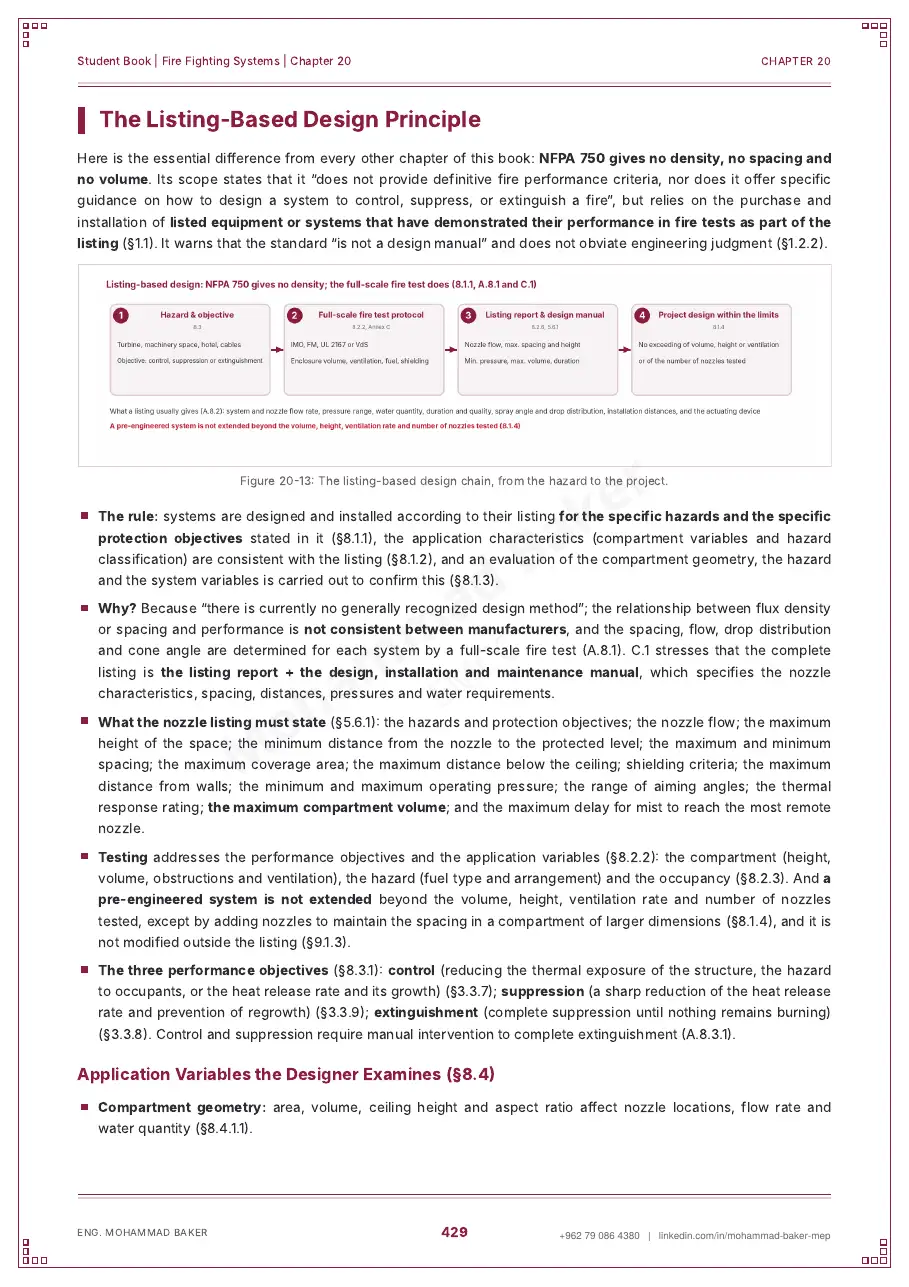 Student Book | Fire Fighting Systems | Chapter 20
CHAPTER 20
The Listing-Based Design Principle
Here is the essential difference from every other chapter of this book: NFPA 750 gives no density, no spacing and
no volume. Its scope states that it “does not provide definitive fire performance criteria, nor does it offer specific
guidance on how to design a system to control, suppress, or extinguish a fire”, but relies on the purchase and
installation of listed equipment or systems that have demonstrated their performance in fire tests as part of the
listing (§1.1). It warns that the standard “is not a design manual” and does not obviate engineering judgment (§1.2.2).
Listing-based design: NFPA 750 gives no density; the full-scale fire test does (8.1.1, A.8.1 and C.1)
1
Hazard & objective
8.3
Turbine, machinery space, hotel, cables
Objective: control, suppression or extinguishment
2
Full-scale fire test protocol
8.2.2, Annex C
IMO, FM, UL 2167 or VdS
Enclosure volume, ventilation, fuel, shielding
3
Listing report & design manual
8.2.6, 5.6.1
Nozzle flow, max. spacing and height
Min. pressure, max. volume, duration
4
Project design within the limits
8.1.4
No exceeding of volume, height or ventilation
or of the number of nozzles tested
What a listing usually gives (A.8.2): system and nozzle flow rate, pressure range, water quantity, duration and quality, spray angle and drop distribution, installation distances, and the actuating device
A pre-engineered system is not extended beyond the volume, height, ventilation rate and number of nozzles tested (8.1.4)
Figure 20-13: The listing-based design chain, from the hazard to the project.
The rule: systems are designed and installed according to their listing for the specific hazards and the specific
protection objectives stated in it (§8.1.1), the application characteristics (compartment variables and hazard
classification) are consistent with the listing (§8.1.2), and an evaluation of the compartment geometry, the hazard
and the system variables is carried out to confirm this (§8.1.3).
Why? Because “there is currently no generally recognized design method”; the relationship between flux density
or spacing and performance is not consistent between manufacturers, and the spacing, flow, drop distribution
and cone angle are determined for each system by a full-scale fire test (A.8.1). C.1 stresses that the complete
listing is the listing report + the design, installation and maintenance manual, which specifies the nozzle
characteristics, spacing, distances, pressures and water requirements.
What the nozzle listing must state (§5.6.1): the hazards and protection objectives; the nozzle flow; the maximum
height of the space; the minimum distance from the nozzle to the protected level; the maximum and minimum
spacing; the maximum coverage area; the maximum distance below the ceiling; shielding criteria; the maximum
distance from walls; the minimum and maximum operating pressure; the range of aiming angles; the thermal
response rating; the maximum compartment volume; and the maximum delay for mist to reach the most remote
nozzle.
Testing addresses the performance objectives and the application variables (§8.2.2): the compartment (height,
volume, obstructions and ventilation), the hazard (fuel type and arrangement) and the occupancy (§8.2.3). And a
pre-engineered system is not extended beyond the volume, height, ventilation rate and number of nozzles
tested, except by adding nozzles to maintain the spacing in a compartment of larger dimensions (§8.1.4), and it is
not modified outside the listing (§9.1.3).
The three performance objectives (§8.3.1): control (reducing the thermal exposure of the structure, the hazard
to occupants, or the heat release rate and its growth) (§3.3.7); suppression (a sharp reduction of the heat release
rate and prevention of regrowth) (§3.3.9); extinguishment (complete suppression until nothing remains burning)
(§3.3.8). Control and suppression require manual intervention to complete extinguishment (A.8.3.1).
Application Variables the Designer Examines (§8.4)
Compartment geometry: area, volume, ceiling height and aspect ratio affect nozzle locations, flow rate and
water quantity (§8.4.1.1).
ENG. MOHAMMAD BAKER
429
+962 79 086 4380 | linkedin.com/in/mohammad-baker-mep